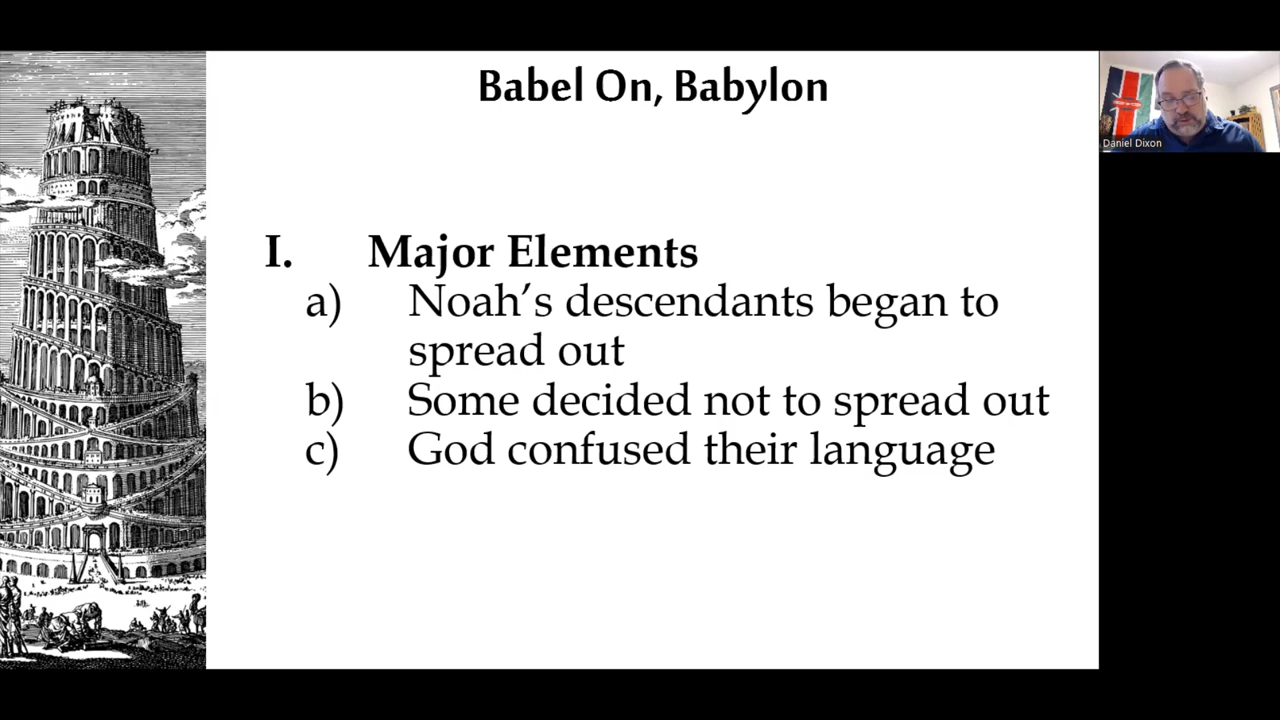 Babel On, Babylon
Daniel Dixon
I. Major Elements
a) Noah’s descendants began to
spread out
b) Some decided not to spread out
c) God confused their language